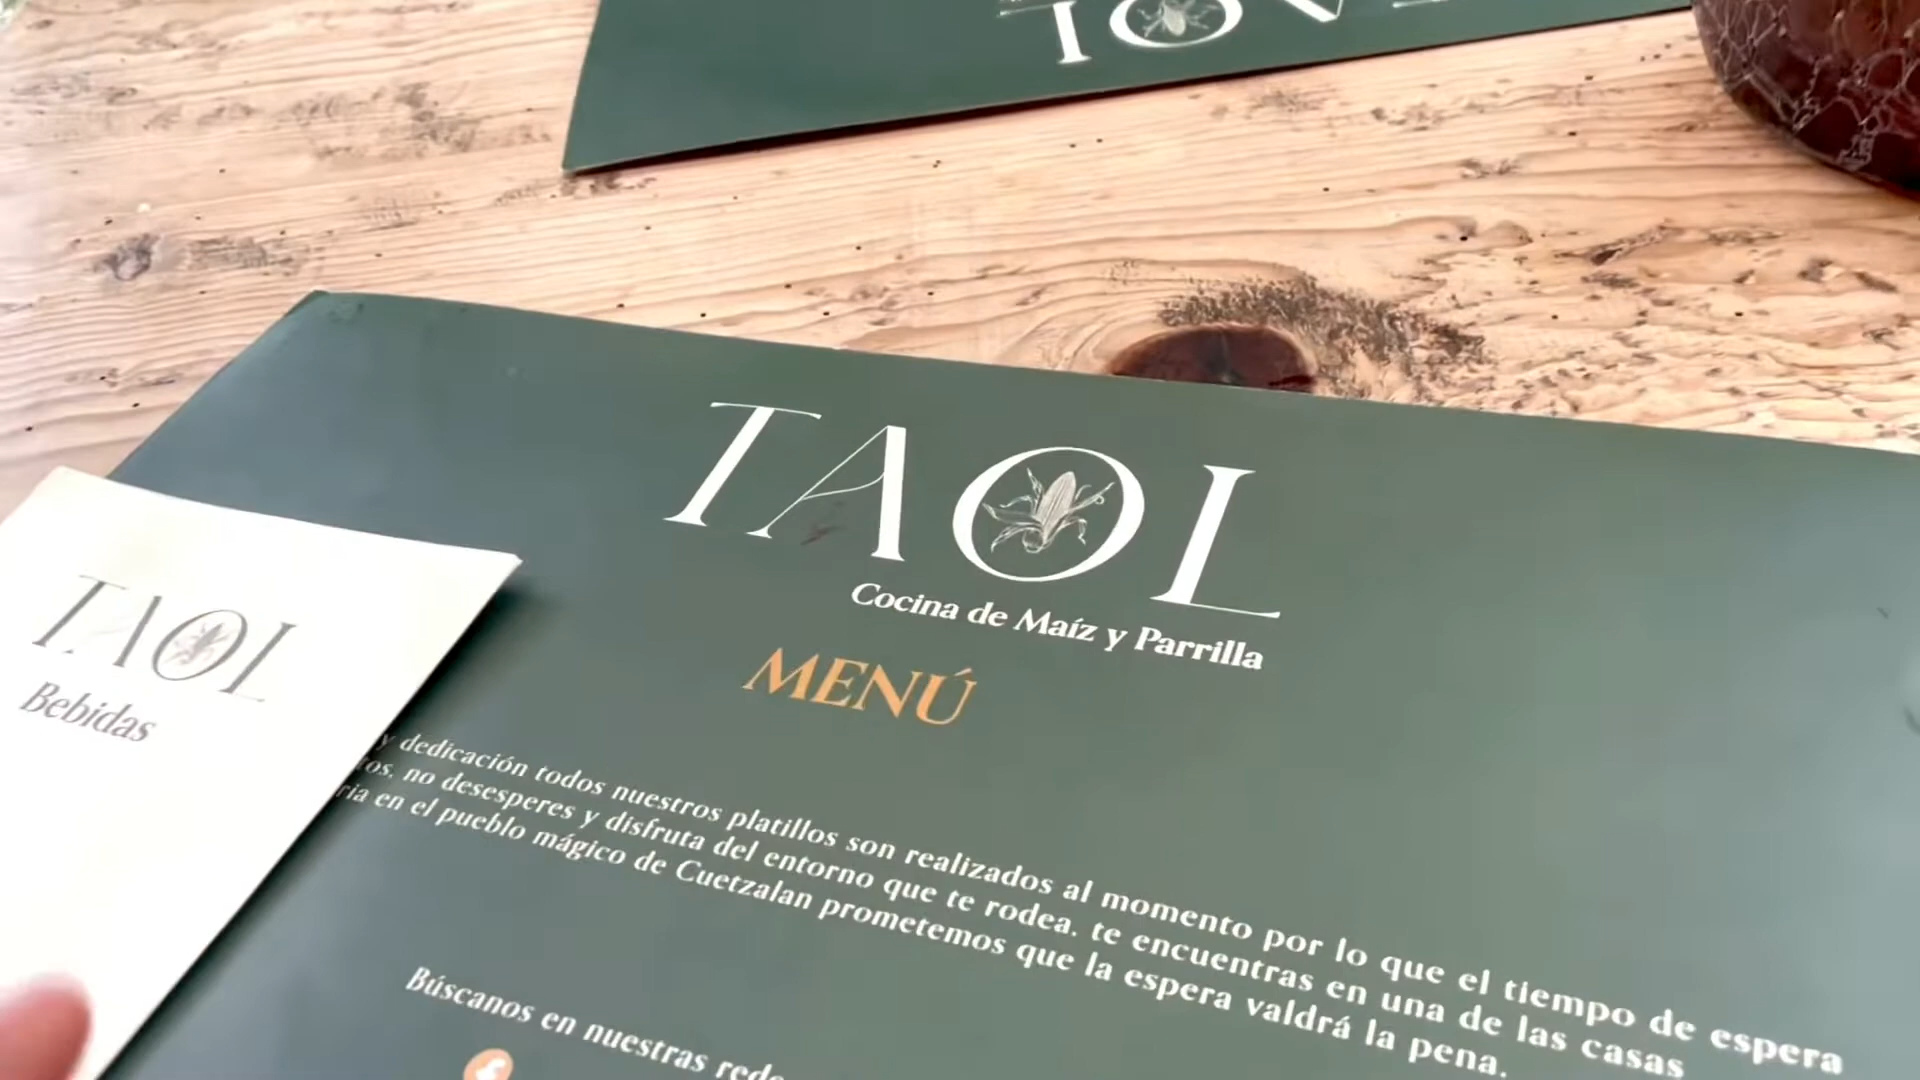 TAOL
TAOL
Cocina de Maíz y Parrilla
MENÚ
TAOL
Bebidas
y dedicación todos nuestros platillos son realizados al momento por lo que el tiempo de espera
no desesperes y disfruta del entorno que te rodea. te encuentras en una de las casas
en el pueblo mágico de Cuetzalan prometemos que la espera valdrá la pena.
Búscanos en nuestras